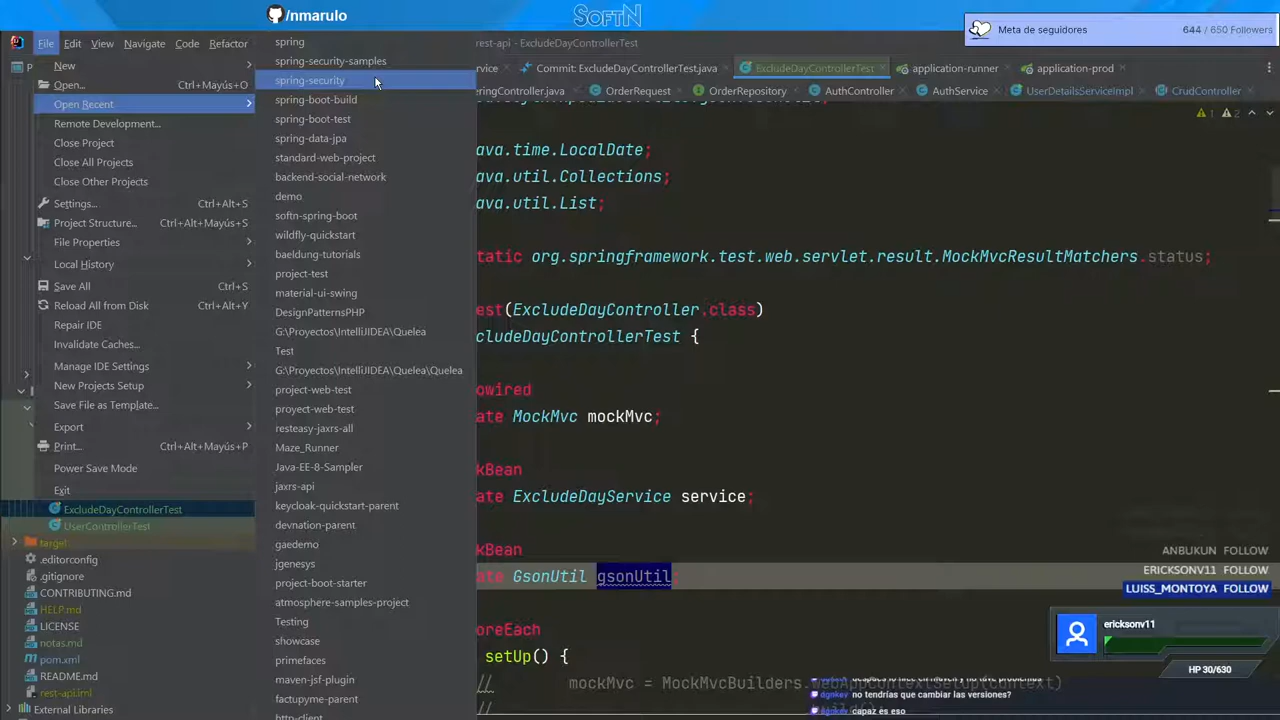 /nmarulo
SoftN
Meta de seguidores 644 / 650 Followers
File Edit View Navigate Code Refactor
rest-api - ExcludeDayControllerTest
Commit: ExcludeDayControllerTest.java ExcludeDayControllerTest application-runner application-prod
OrderRequest OrderRepository AuthController AuthService UserDetailsServiceImpl CrudController
1 2
New
Open... Ctrl+Mayús+O
Open Recent
Remote Development...
Close Project
Close All Projects
Close Other Projects
Settings... Ctrl+Alt+S
Project Structure... Ctrl+Alt+Mayús+S
File Properties
Local History
Save All Ctrl+S
Reload All from Disk Ctrl+Alt+Y
Repair IDE
Invalidate Caches...
Manage IDE Settings
New Projects Setup
Save File as Template...
Export
Print... Ctrl+Alt+Mayús+P
Power Save Mode
Exit
ExcludeDayControllerTest
UserControllerTest
target
.editorconfig
.gitignore
CONTRIBUTING.md
HELP.md
LICENSE
notas.md
pom.xml
README.md
rest-api.iml
External Libraries
spring
spring-security-samples
spring-security
spring-boot-build
spring-boot-test
spring-data-jpa
standard-web-project
backend-social-network
demo
softn-spring-boot
wildfly-quickstart
baeldung-tutorials
project-test
material-ui-swing
DesignPatternsPHP
G:\Proyectos\IntelliJIDEA\Quelea
Test
G:\Proyectos\IntelliJIDEA\Quelea\Quelea
project-web-test
proyect-web-test
resteasy-jaxrs-all
Maze_Runner
Java-EE-8-Sampler
jaxrs-api
keycloak-quickstart-parent
devnation-parent
gaedemo
jgenesys
project-boot-starter
atmosphere-samples-project
Testing
showcase
primefaces
maven-jsf-plugin
factupyme-parent
http-client
ava.time.LocalDate;
ava.util.Collections;
ava.util.List;
tatic org.springframework.test.web.servlet.result.MockMvcResultMatchers.status;
est(ExcludeDayController.class)
cludeDayControllerTest {
owired
ate MockMvc mockMvc;
kBean
ate ExcludeDayService service;
kBean
ate GsonUtil gsonUtil;
oreEach
setUp() {
// mockMvc = MockMvcBuilders.webAppContextSetup(context)
//
ANBUKUN FOLLOW
ERICKSONV11 FOLLOW
LUISS_MONTOYA FOLLOW
ericksonv11
HP 30/630
dgnkev no tendrías que cambiar las versiones?
dgnkev capaz és eso